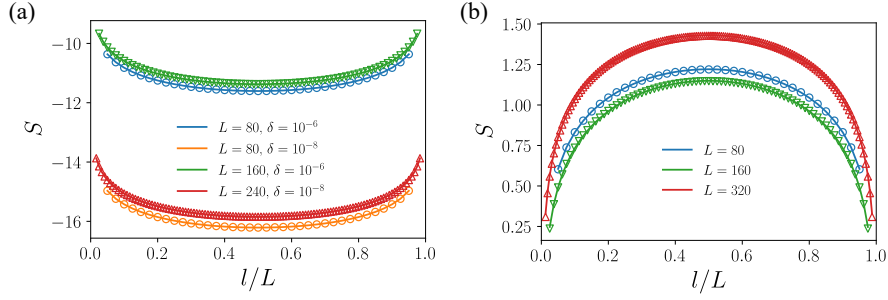 (a)
S
−10
−12
−14
−16
L = 80, δ = 10⁻⁶
L = 80, δ = 10⁻⁸
L = 160, δ = 10⁻⁶
L = 240, δ = 10⁻⁸
0.0 0.2 0.4 0.6 0.8 1.0
l/L
(b)
S
1.50
1.25
1.00
0.75
0.50
0.25
L = 80
L = 160
L = 320
0.0 0.2 0.4 0.6 0.8 1.0
l/L